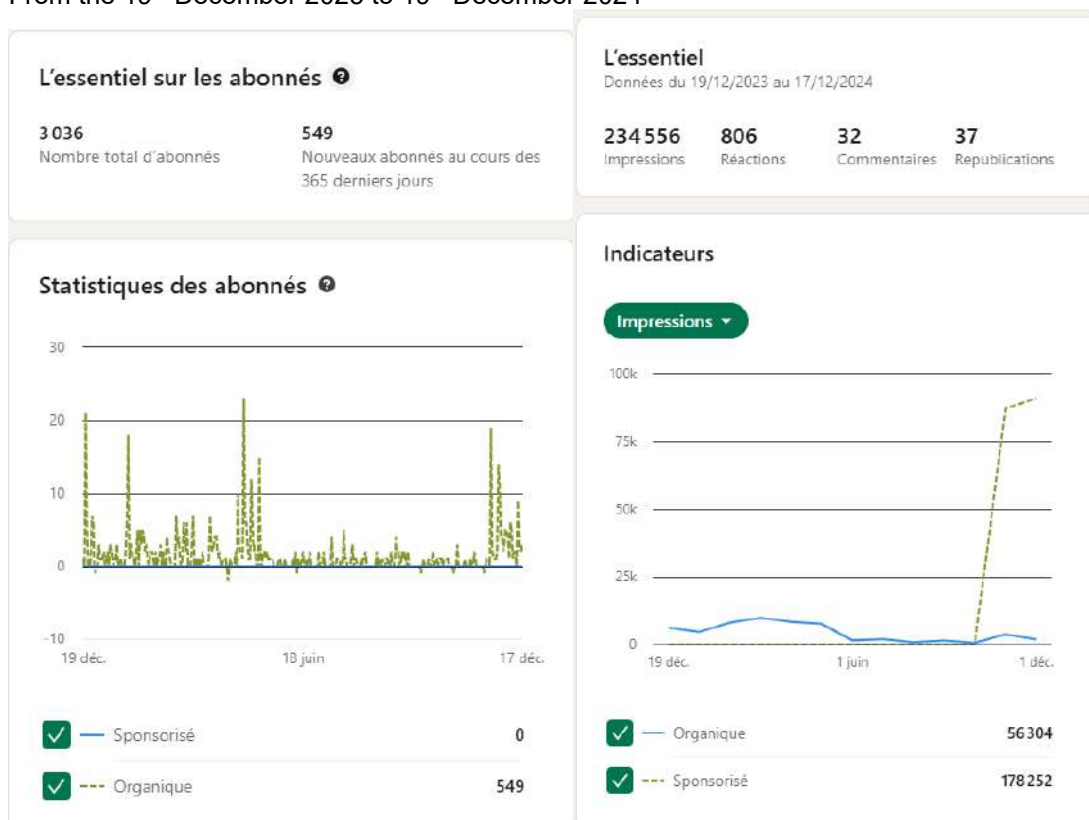 L'essentiel sur les abonnés
3 036
Nombre total d'abonnés
549
Nouveaux abonnés au cours des
365 derniers jours
Statistiques des abonnés
30
20
10
0
-10
19 déc.
18 juin
17 déc.
Sponsorisé 0
Organique 549
L'essentiel
Données du 19/12/2023 au 17/12/2024
234 556 806 32 37
Impressions Réactions Commentaires Republications
Indicateurs
Impressions
100k
75k
50k
25k
0
19 déc.
1 juin
1 déc.
Organique 56 304
Sponsorisé 178 252